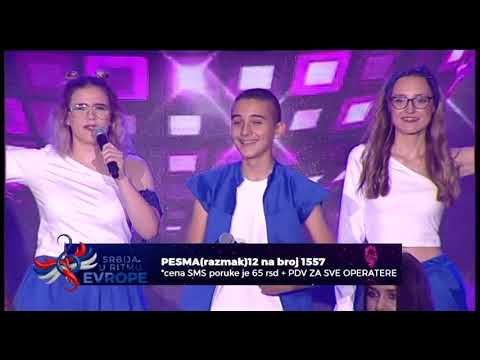 SRBIJA
U RITMU
EVROPE
PESMA(razmak)12 na broj 1557
*cena SMS poruke je 65 rsd + PDV ZA SVE OPERATERE